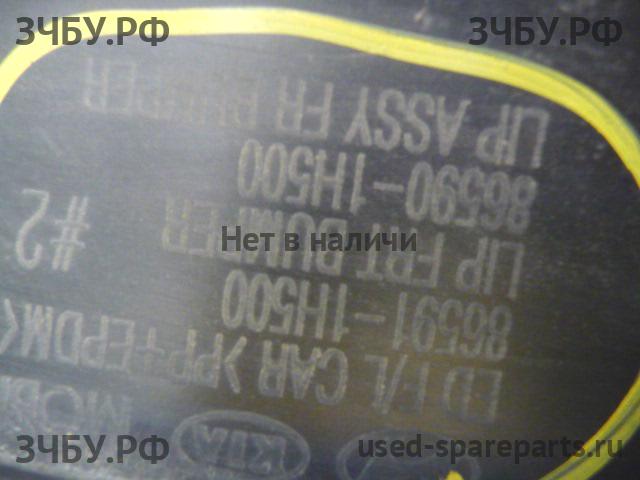 ЗЧБУ.РФ
ЗЧБУ.РФ
LIP ASSY FR BUMPER
86590-1H500
LIP FRT BUMPER
#2
Нет в наличи
86591-1H500
ED F/L CAR >PP+EPDM<
KIA
ЗЧБУ.РФ
used-spareparts.ru